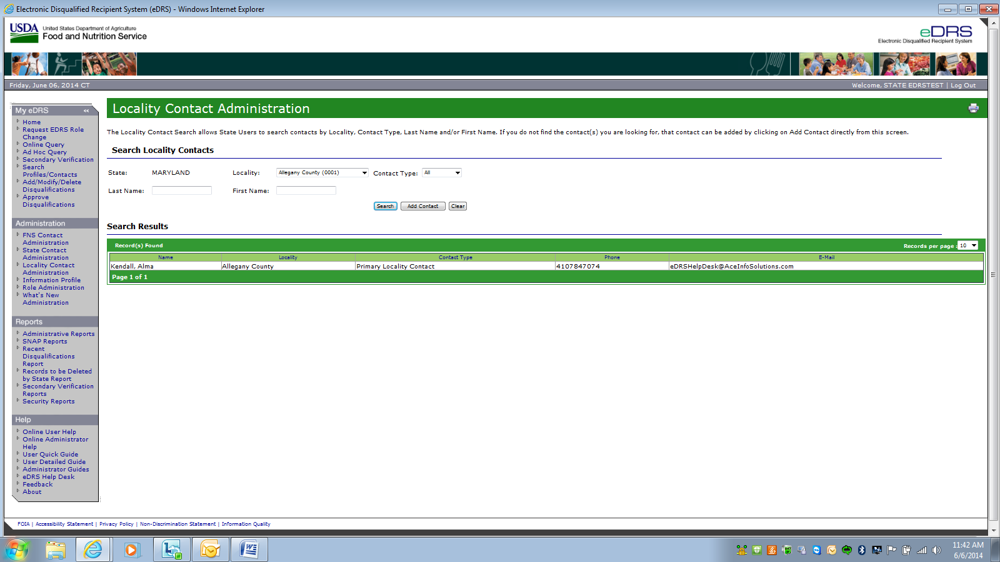 Electronic Disqualified Recipient System (eDRS) - Windows Internet Explorer
USDA United States Department of Agriculture
Food and Nutrition Service
eDRS
Electronic Disqualified Recipient System
Friday, June 06, 2014 CT
Welcome, STATE EDRSTEST | Log Out
My eDRS «
Home
Request EDRS Role
Change
Online Query
Ad Hoc Query
Secondary Verification
Search
Profiles/Contacts
Add/Modify/Delete
Disqualifications
Approve
Disqualifications
Administration
FNS Contact
Administration
State Contact
Administration
Locality Contact
Administration
Information Profile
Role Administration
What's New
Administration
Reports
Administrative Reports
SNAP Reports
Recent
Disqualifications
Report
Records to be Deleted
by State Report
Secondary Verification
Reports
Security Reports
Help
Online User Help
Online Administrator
Help
User Quick Guide
User Detailed Guide
Administrator Guides
eDRS Help Desk
Feedback
About
Locality Contact Administration
The Locality Contact Search allows State Users to search contacts by Locality, Contact Type, Last Name and/or First Name. If you do not find the contact(s) you are looking for, that contact can be added by clicking on Add Contact directly from this screen.
Search Locality Contacts
State: MARYLAND Locality: Allegany County (0001) Contact Type: All
Last Name: First Name:
Search Add Contact Clear
Search Results
Record(s) Found Records per page : 10
Name Locality Contact Type Phone E-Mail
Kendall, Alma Allegany County Primary Locality Contact 4107847074 eDRSHelpDesk@AceInfoSolutions.com
Page 1 of 1
FOIA | Accessibility Statement | Privacy Policy | Non-Discrimination Statement | Information Quality
11:42 AM
6/6/2014